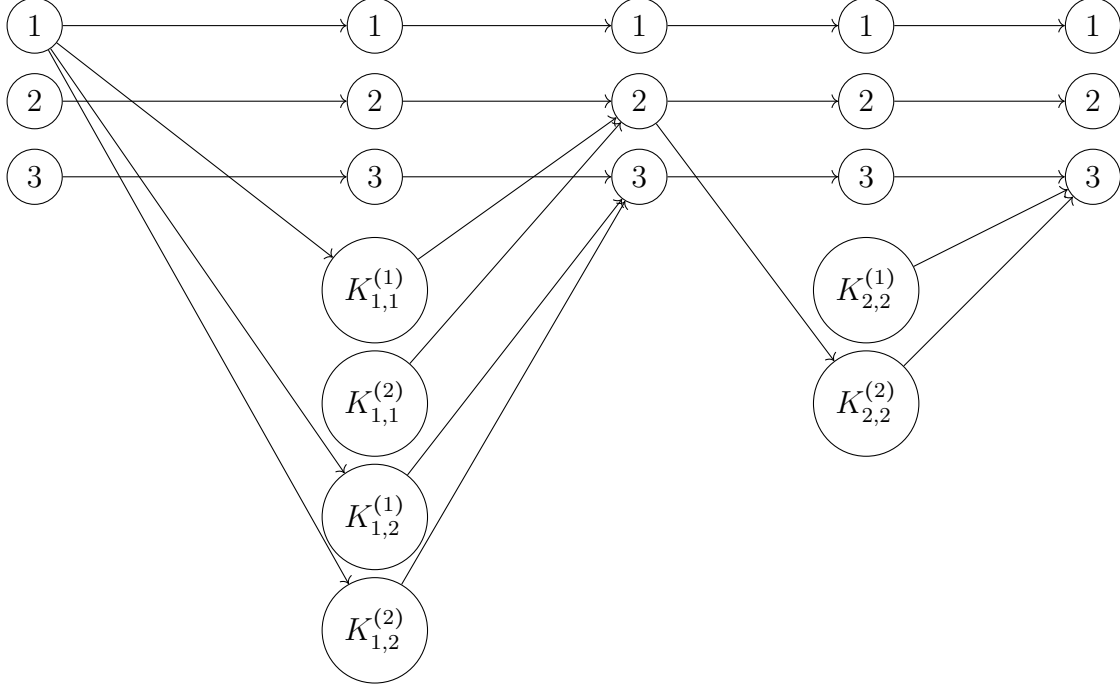 1 1 1 1 1
2 2 2 2 2
3 3 3 3 3
K_{1,1}^{(1)} K_{2,2}^{(1)}
K_{1,1}^{(2)} K_{2,2}^{(2)}
K_{1,2}^{(1)}
K_{1,2}^{(2)}